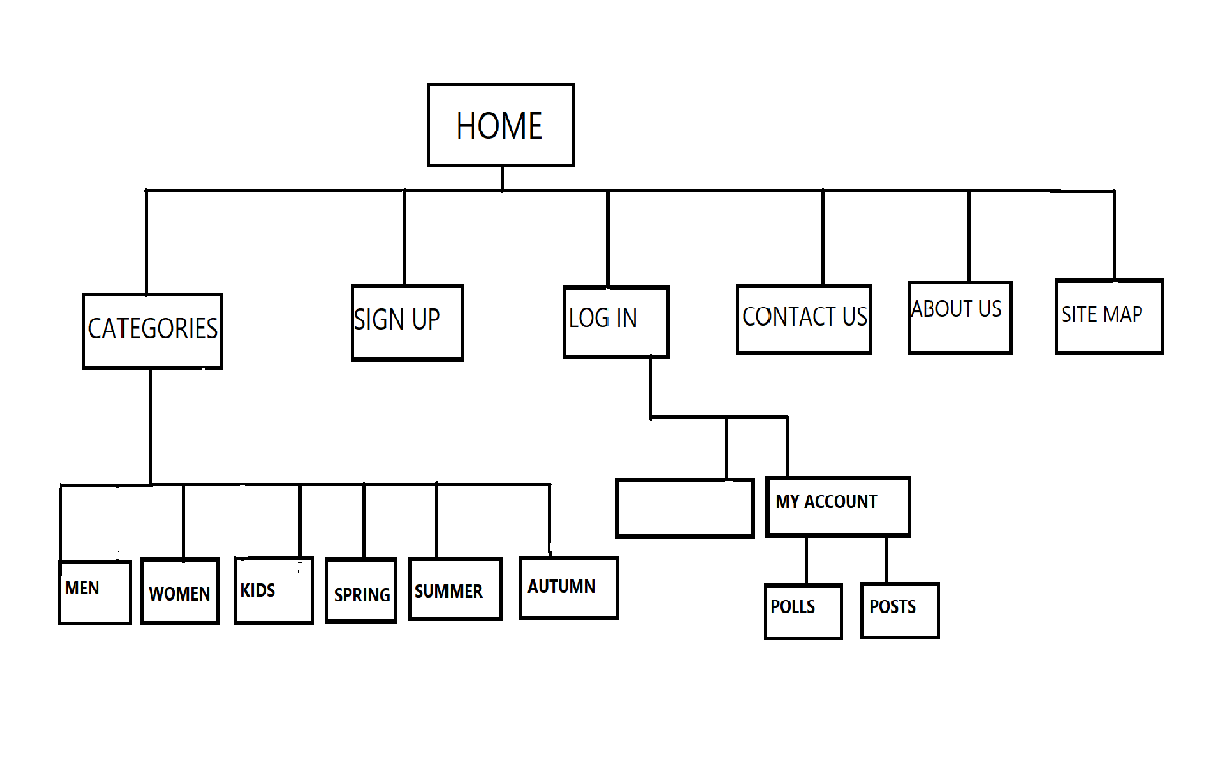 HOME
CATEGORIES
SIGN UP
LOG IN
CONTACT US
ABOUT US
SITE MAP
MY ACCOUNT
MEN
WOMEN
KIDS
SPRING
SUMMER
AUTUMN
POLLS
POSTS